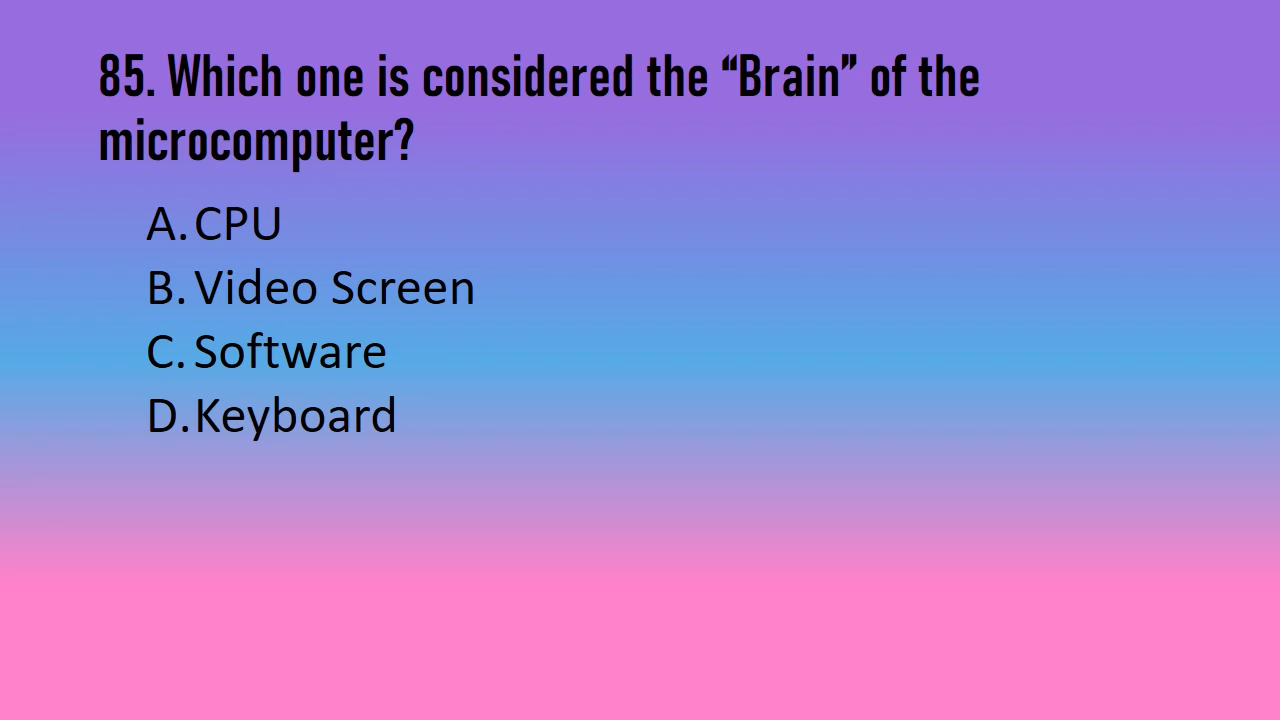 85. Which one is considered the “Brain” of the
microcomputer?
A. CPU
B. Video Screen
C. Software
D. Keyboard